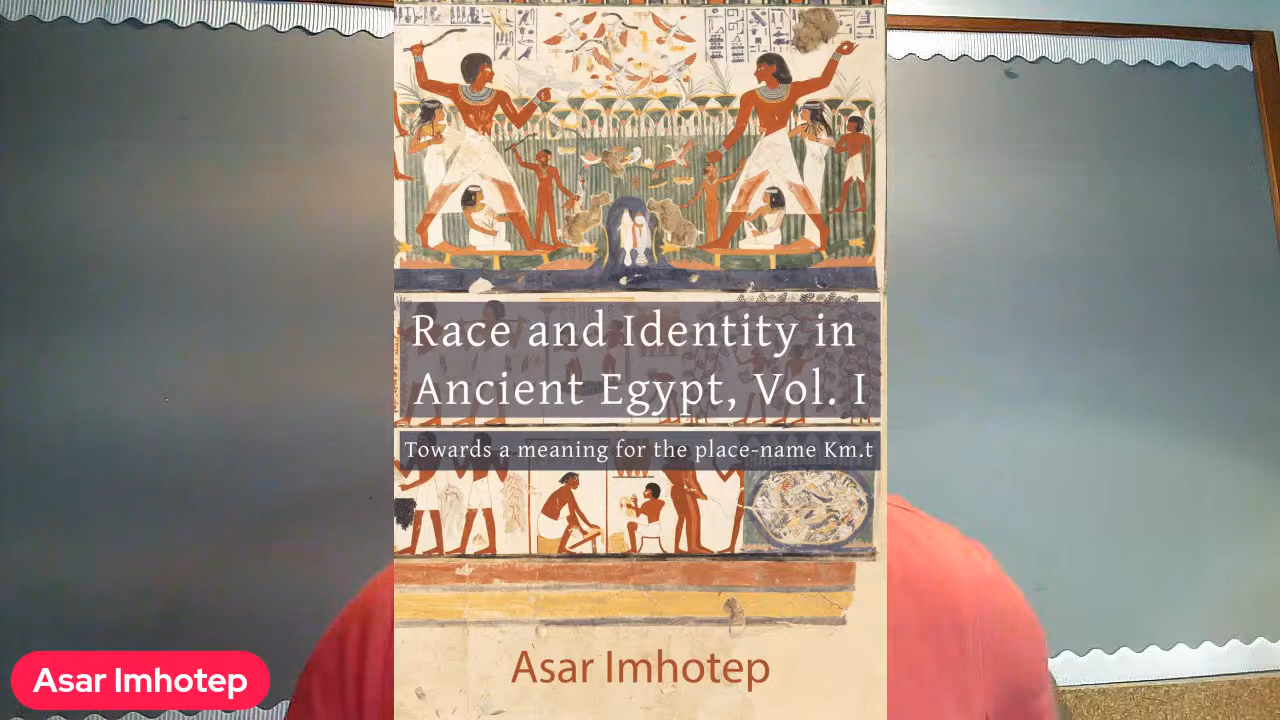 Race and Identity in
Ancient Egypt, Vol. I
Towards a meaning for the place-name Km.t
Asar Imhotep
Asar Imhotep